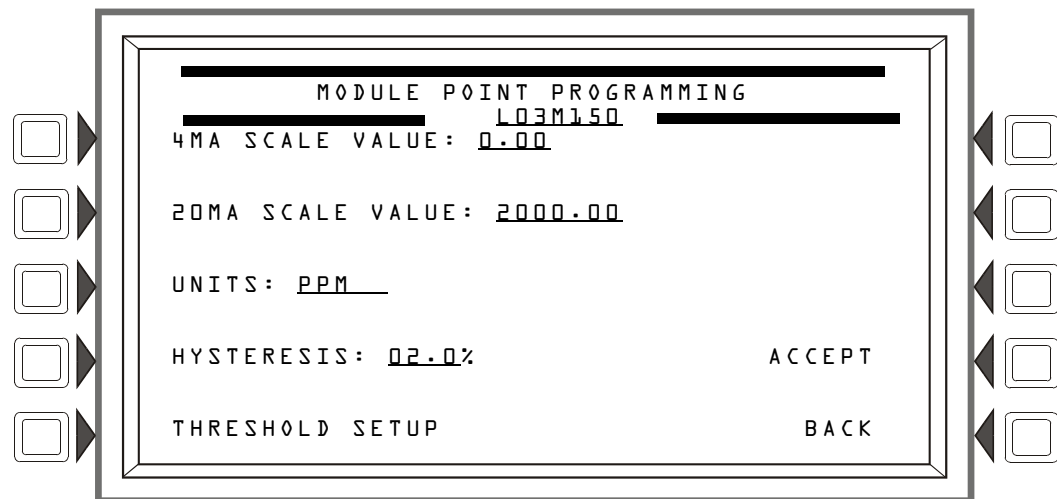 MODULE POINT PROGRAMMING
L03M150
4MA SCALE VALUE: 0.00
20MA SCALE VALUE: 2000.00
UNITS: PPM
HYSTERESIS: 02.0% ACCEPT
THRESHOLD SETUP BACK